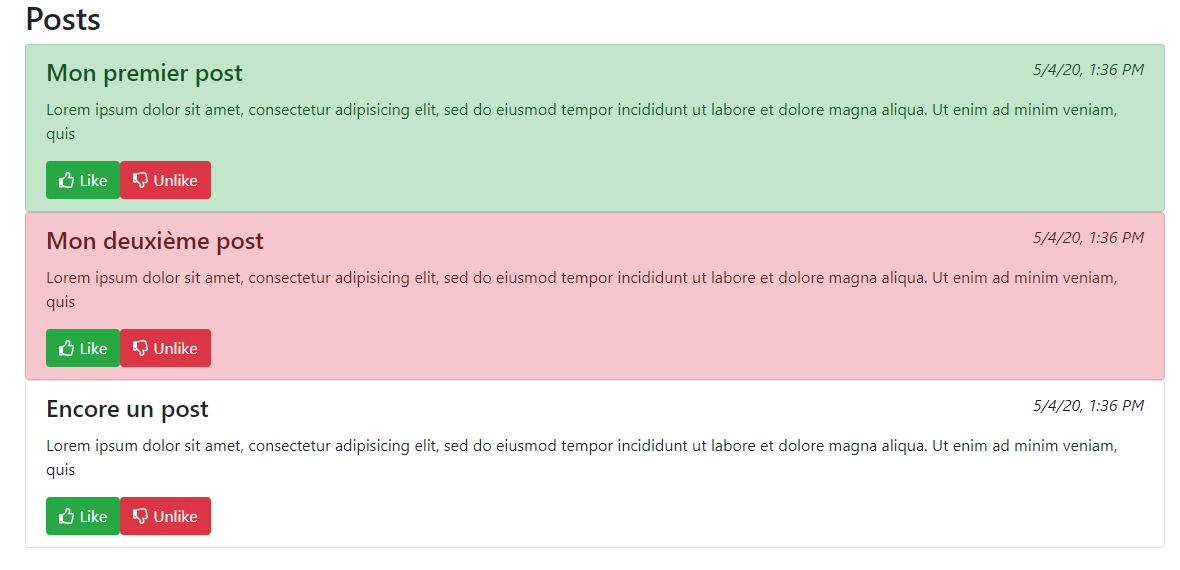 Posts
Mon premier post
5/4/20, 1:36 PM
Lorem ipsum dolor sit amet, consectetur adipisicing elit, sed do eiusmod tempor incididunt ut labore et dolore magna aliqua. Ut enim ad minim veniam,
quis
Like Unlike
Mon deuxième post
5/4/20, 1:36 PM
Lorem ipsum dolor sit amet, consectetur adipisicing elit, sed do eiusmod tempor incididunt ut labore et dolore magna aliqua. Ut enim ad minim veniam,
quis
Like Unlike
Encore un post
5/4/20, 1:36 PM
Lorem ipsum dolor sit amet, consectetur adipisicing elit, sed do eiusmod tempor incididunt ut labore et dolore magna aliqua. Ut enim ad minim veniam,
quis
Like Unlike